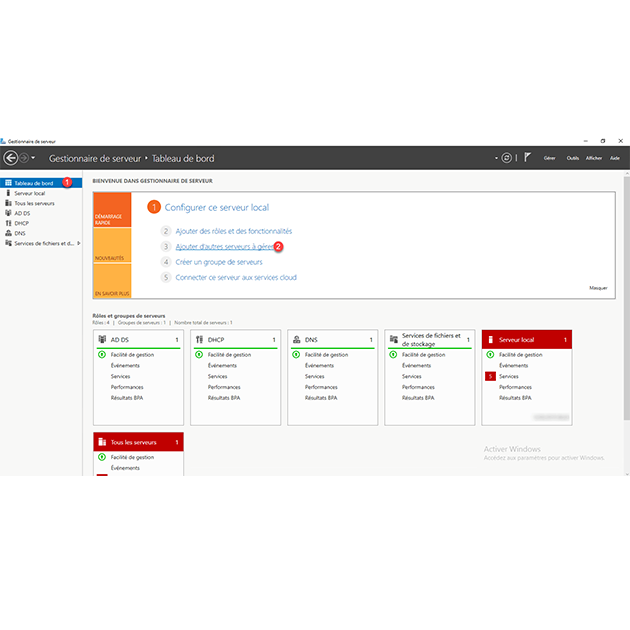 Gestionnaire de serveur
Gestionnaire de serveur • Tableau de bord
Gérer Outils Afficher Aide
Tableau de bord 1
Serveur local
Tous les serveurs
AD DS
DHCP
DNS
Services de fichiers et d...
BIENVENUE DANS GESTIONNAIRE DE SERVEUR
DÉMARRAGE
RAPIDE
NOUVEAUTÉS
EN SAVOIR PLUS
1 Configurer ce serveur local
2 Ajouter des rôles et des fonctionnalités
3 Ajouter d'autres serveurs à gérer 2
4 Créer un groupe de serveurs
5 Connecter ce serveur aux services cloud
Masquer
Rôles et groupes de serveurs
Rôles : 4 | Groupes de serveurs : 1 | Nombre total de serveurs : 1
AD DS 1
Facilité de gestion
Événements
Services
Performances
Résultats BPA
DHCP 1
Facilité de gestion
Événements
Services
Performances
Résultats BPA
DNS 1
Facilité de gestion
Événements
Services
Performances
Résultats BPA
Services de fichiers et
de stockage 1
Facilité de gestion
Événements
Services
Performances
Résultats BPA
Serveur local 1
Facilité de gestion
Événements
5 Services
Performances
Résultats BPA
Tous les serveurs 1
Facilité de gestion
Événements
Activer Windows
Accédez aux paramètres pour activer Windows.